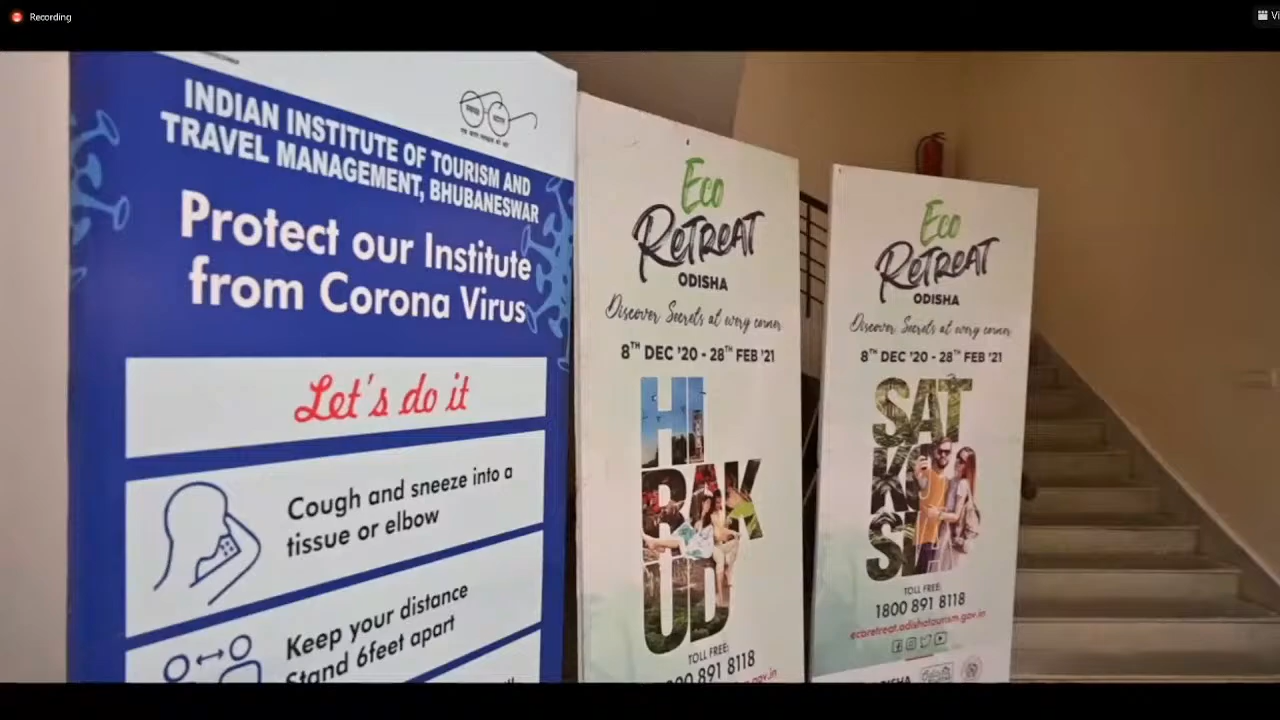 Recording
INDIAN INSTITUTE OF TOURISM AND
TRAVEL MANAGEMENT, BHUBANESWAR
Protect our Institute
from Corona Virus
Let's do it
Cough and sneeze into a
tissue or elbow
Keep your distance
Stand 6feet apart
Eco
RETREAT
ODISHA
Discover Secrets at every corner
8TH DEC '20 - 28TH FEB '21
HI
RAK
UD
TOLL FREE:
00 891 8118
Eco
RETREAT
ODISHA
Discover Secrets at every corner
8TH DEC '20 - 28TH FEB '21
SAT
KO
SI
TOLL FREE:
1800 891 8118
ecoretreat.odishatourism.gov.in